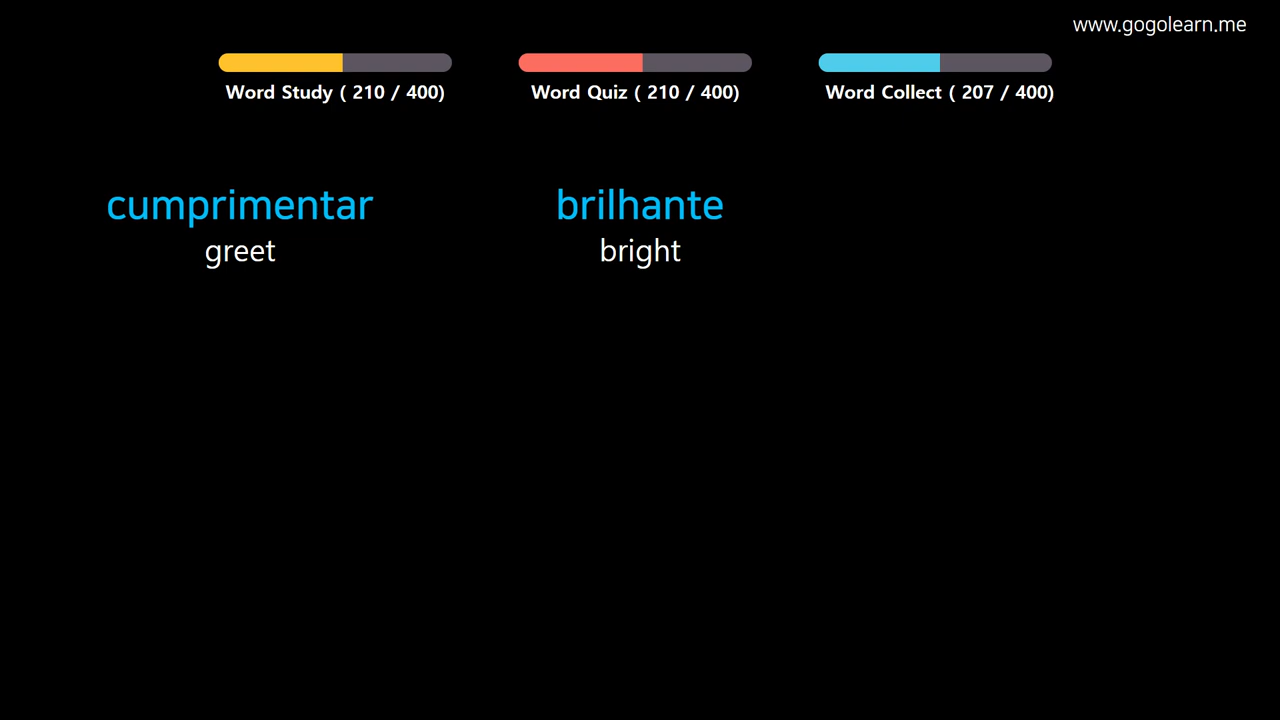 www.gogolearn.me
Word Study ( 210 / 400)
Word Quiz ( 210 / 400)
Word Collect ( 207 / 400)
cumprimentar
greet
brilhante
bright